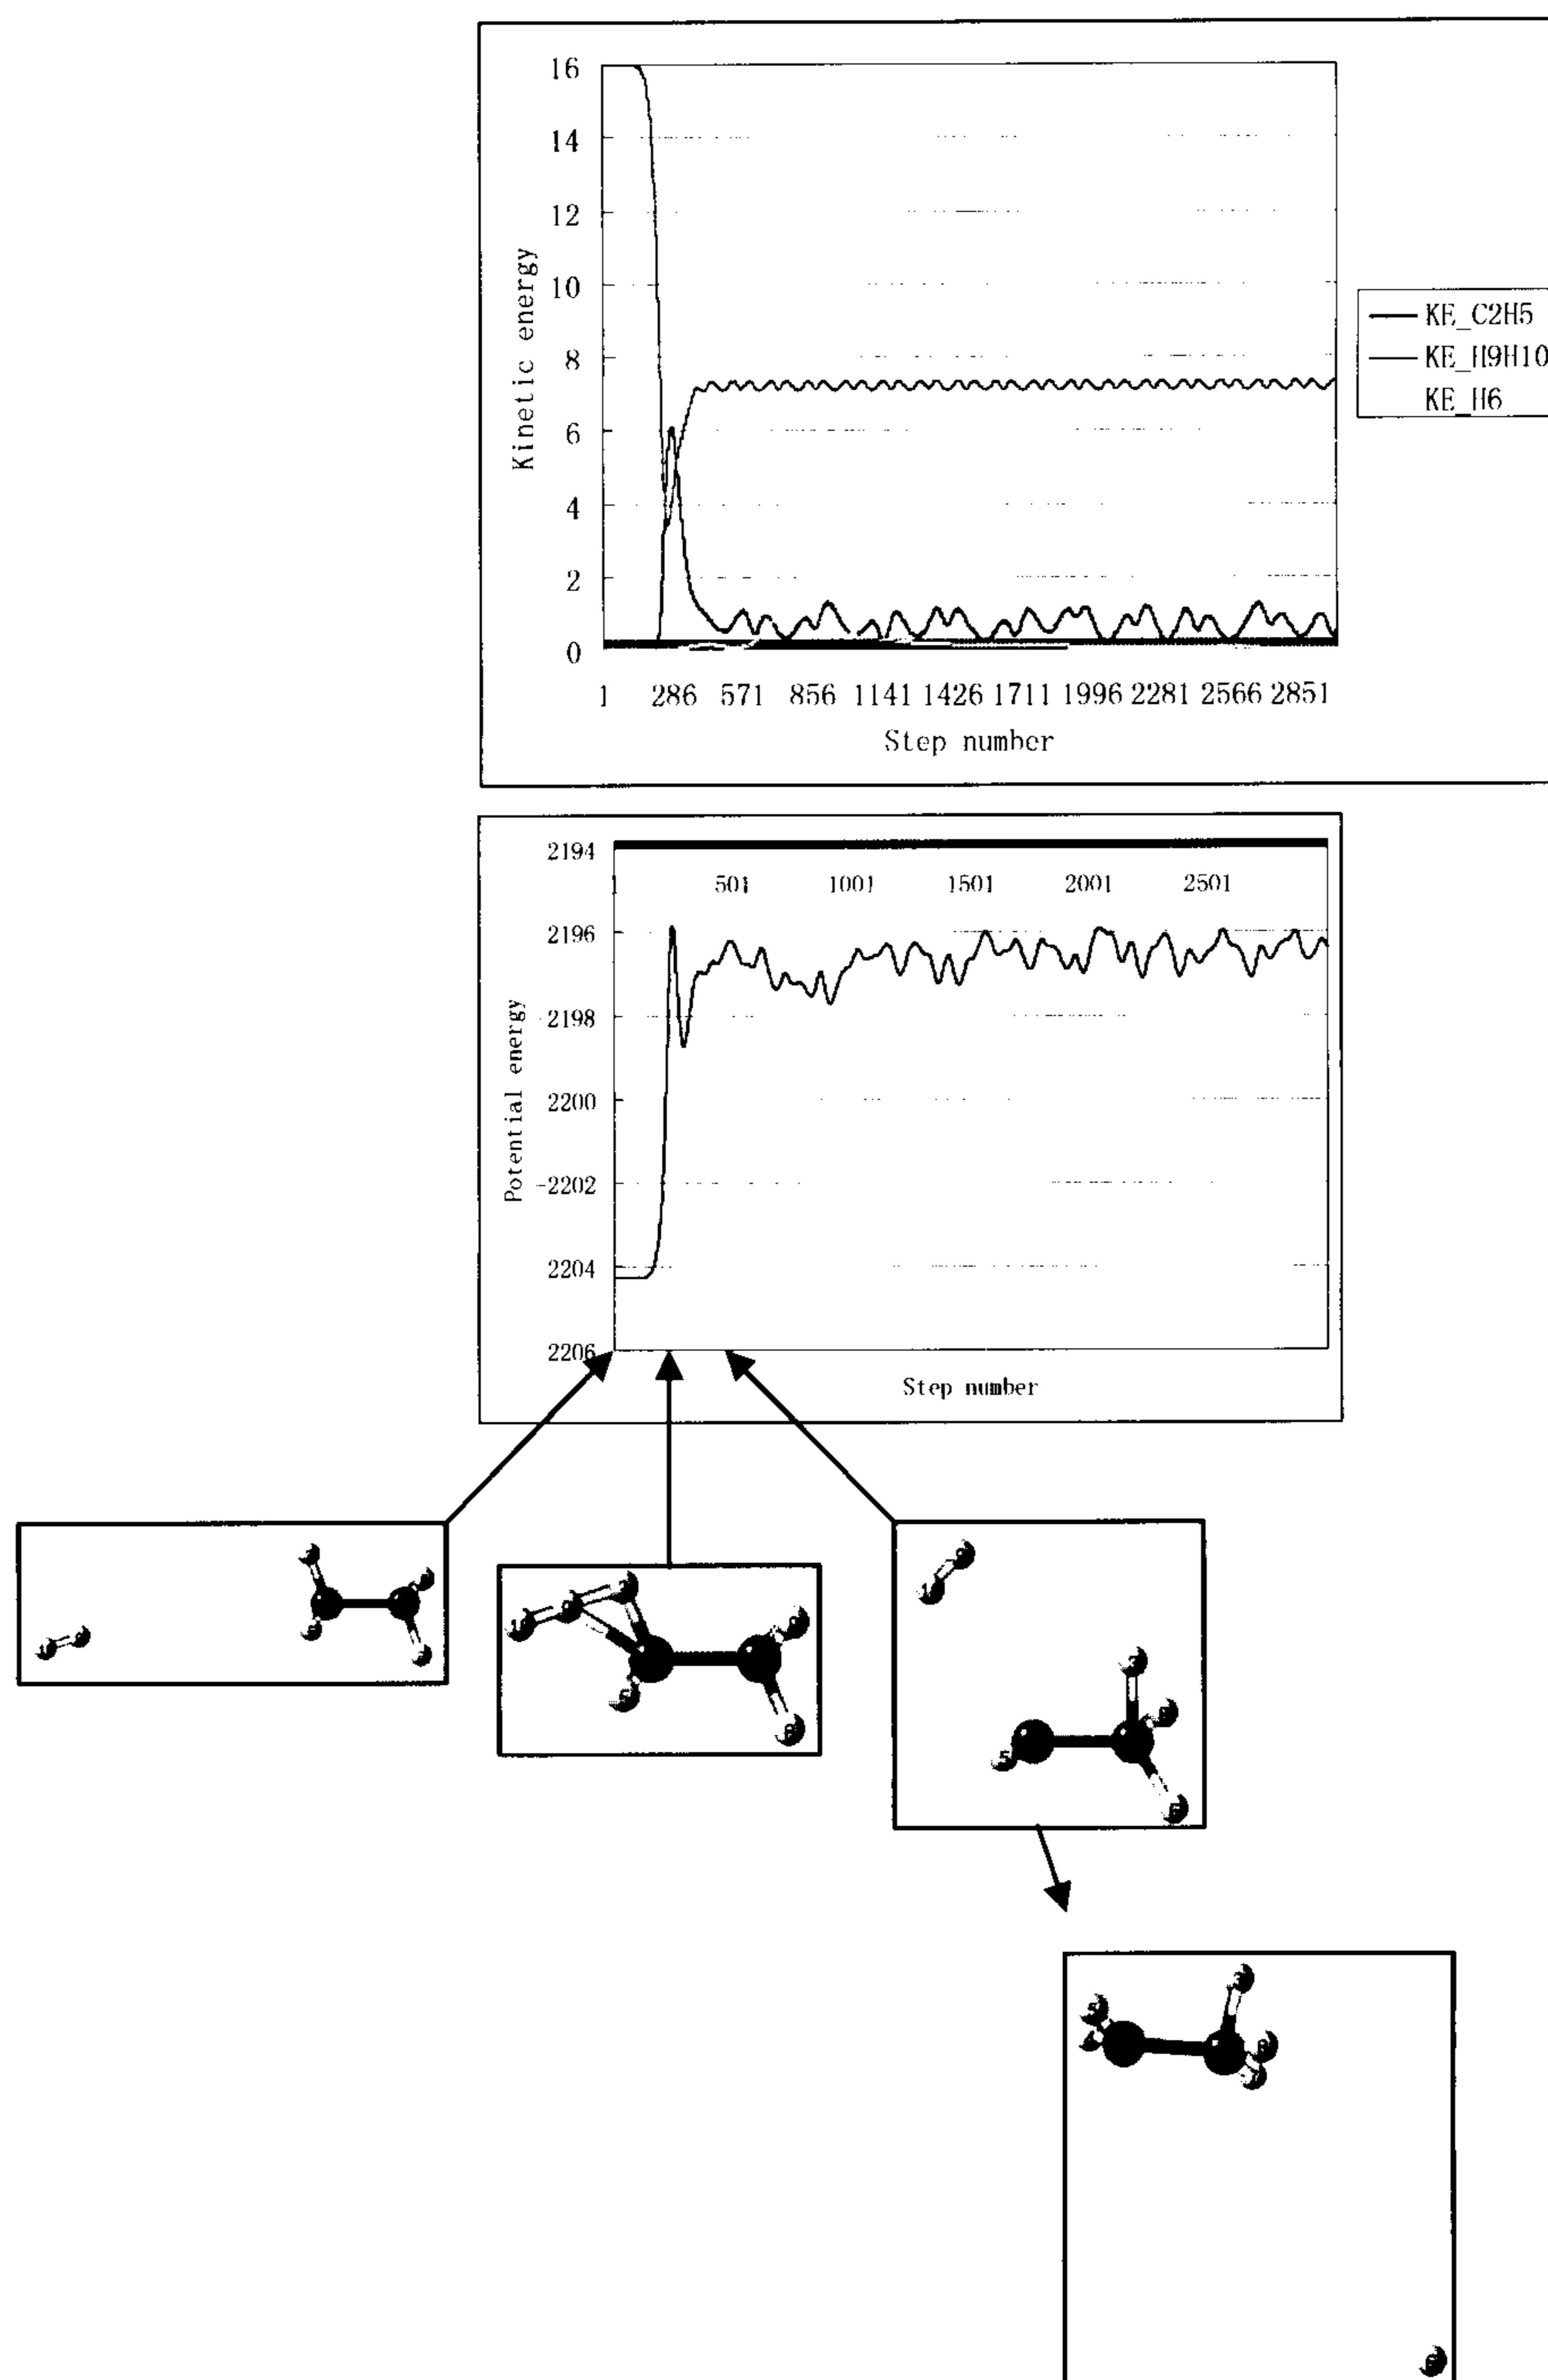 16
14
12
10
8
6
4
2
0
Kinetic energy
1 286 571 856 1141 1426 1711 1996 2281 2566 2851
Step number
KE_C2H5
KE_H9H10
KE_H6
2194
1 501 1001 1501 2001 2501
2196
-2198
2200
-2202
2204
2206
Potential energy
Step number